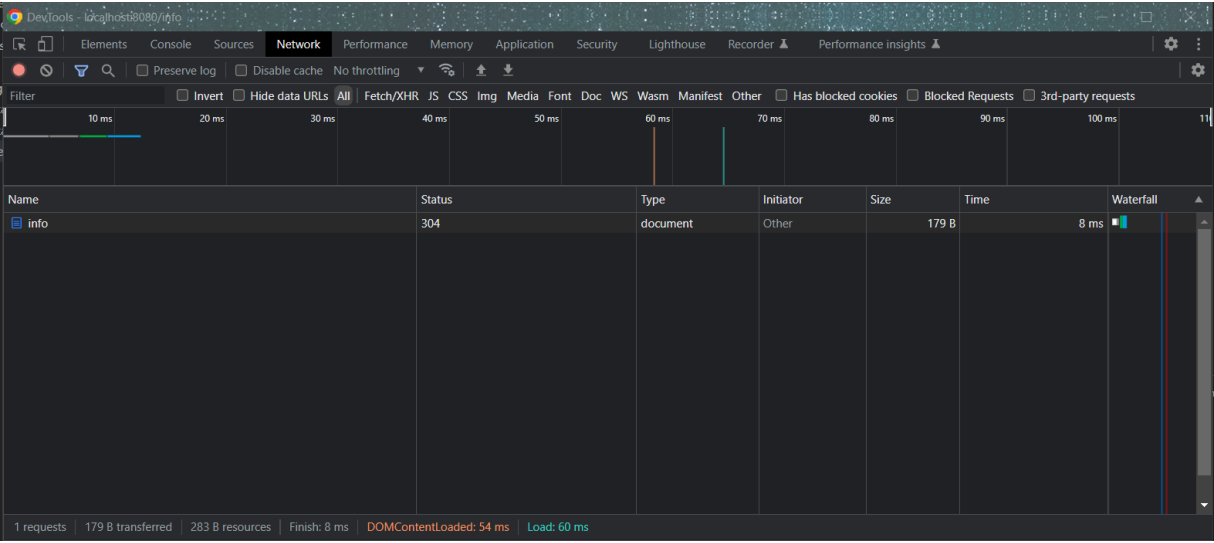 DevTools - localhost:8080/info
Elements Console Sources Network Performance Memory Application Security Lighthouse Recorder Performance insights
Preserve log Disable cache No throttling
Filter Invert Hide data URLs All Fetch/XHR JS CSS Img Media Font Doc WS Wasm Manifest Other Has blocked cookies Blocked Requests 3rd-party requests
10 ms 20 ms 30 ms 40 ms 50 ms 60 ms 70 ms 80 ms 90 ms 100 ms
Name Status Type Initiator Size Time Waterfall
info 304 document Other 179 B 8 ms
1 requests 179 B transferred 283 B resources Finish: 8 ms DOMContentLoaded: 54 ms Load: 60 ms